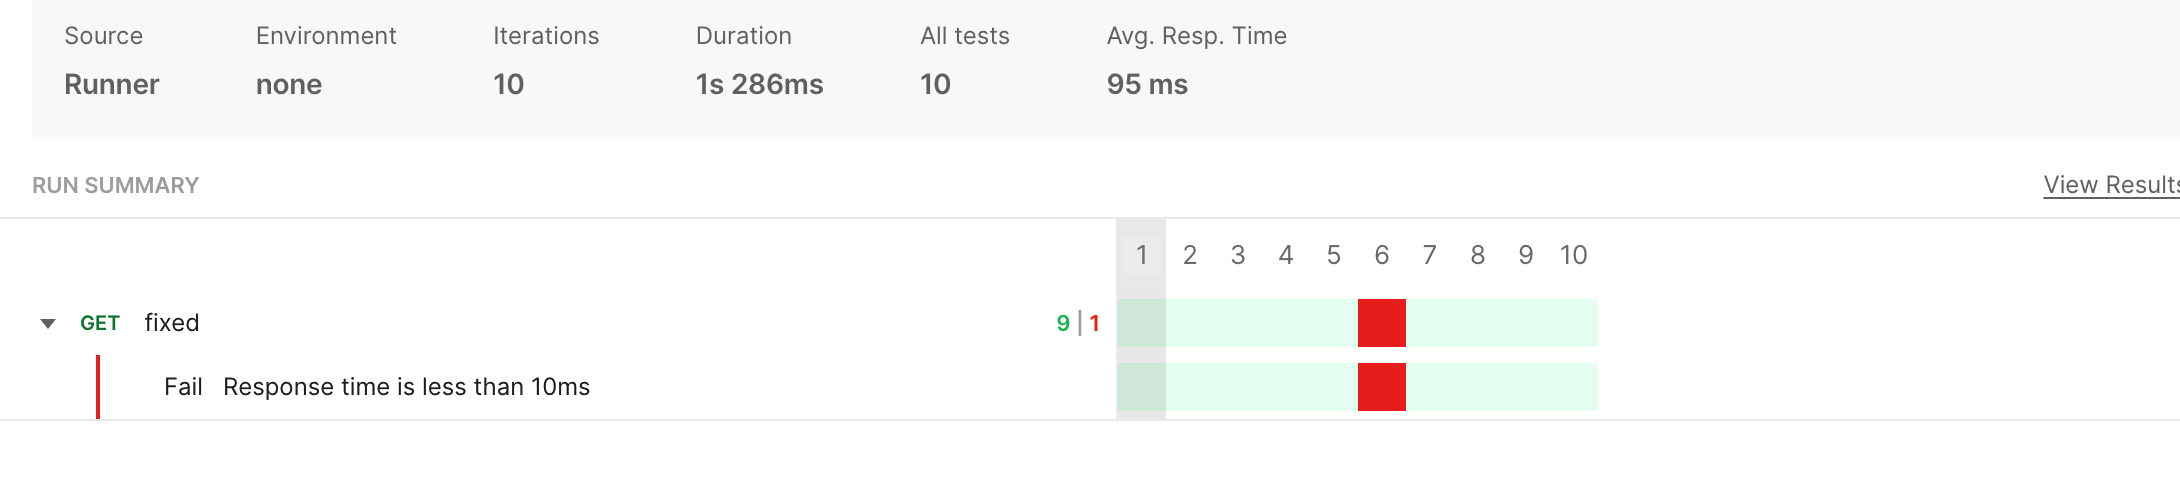 Source Environment Iterations Duration All tests Avg. Resp. Time
Runner none 10 1s 286ms 10 95 ms
RUN SUMMARY View Results
1 2 3 4 5 6 7 8 9 10
GET fixed 9 | 1
Fail Response time is less than 10ms